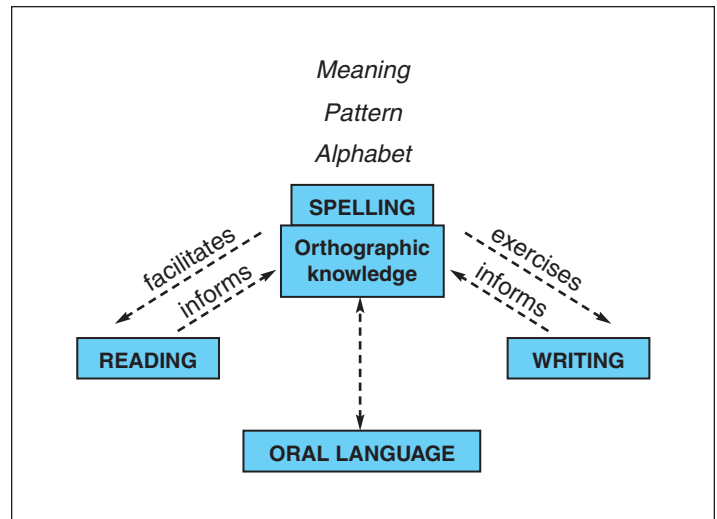 Meaning
Pattern
Alphabet
SPELLING
Orthographic
knowledge
facilitates
informs
exercises
informs
READING
WRITING
ORAL LANGUAGE